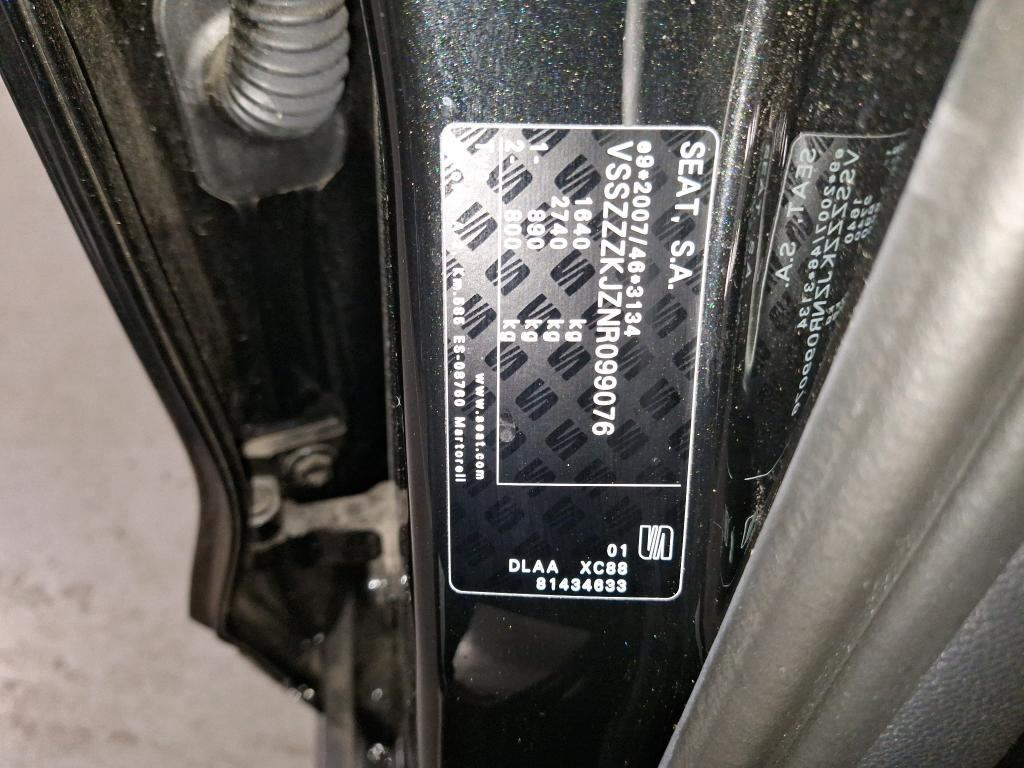 SEAT, S.A.
e9*2007/46*3134
VSSZZZKJZNR099076
1640 kg
2740 kg
1- 890 kg
2- 800 kg
www.seat.com
Km.585 ES-08760 Martorell
01
DLAA XC88
81434633